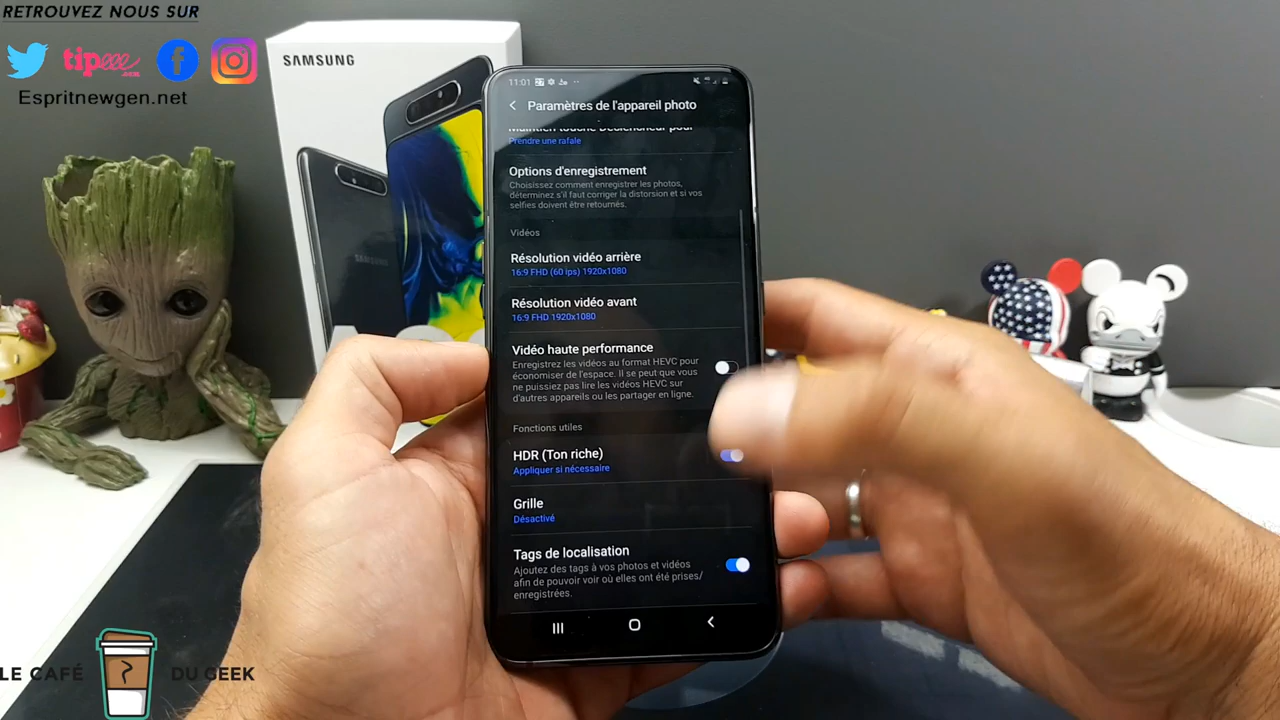 RETROUVEZ NOUS SUR
tipeee.com
Espritnewgen.net
SAMSUNG
SAMSUNG
11:01
Paramètres de l'appareil photo
Maintien touche Déclencheur pour
Prendre une rafale
Options d'enregistrement
Choisissez comment enregistrer les photos,
déterminez s'il faut corriger la distorsion et si vos
selfies doivent être retournés.
Vidéos
Résolution vidéo arrière
16:9 FHD (60 ips) 1920x1080
Résolution vidéo avant
16:9 FHD 1920x1080
Vidéo haute performance
Enregistrez les vidéos au format HEVC pour
économiser de l'espace. Il se peut que vous
ne puissiez pas lire les vidéos HEVC sur
d'autres appareils ou les partager en ligne.
Fonctions utiles
HDR (Ton riche)
Appliquer si nécessaire
Grille
Désactivé
Tags de localisation
Ajoutez des tags à vos photos et vidéos
afin de pouvoir voir où elles ont été prises/
enregistrées.
LE CAFÉ DU GEEK